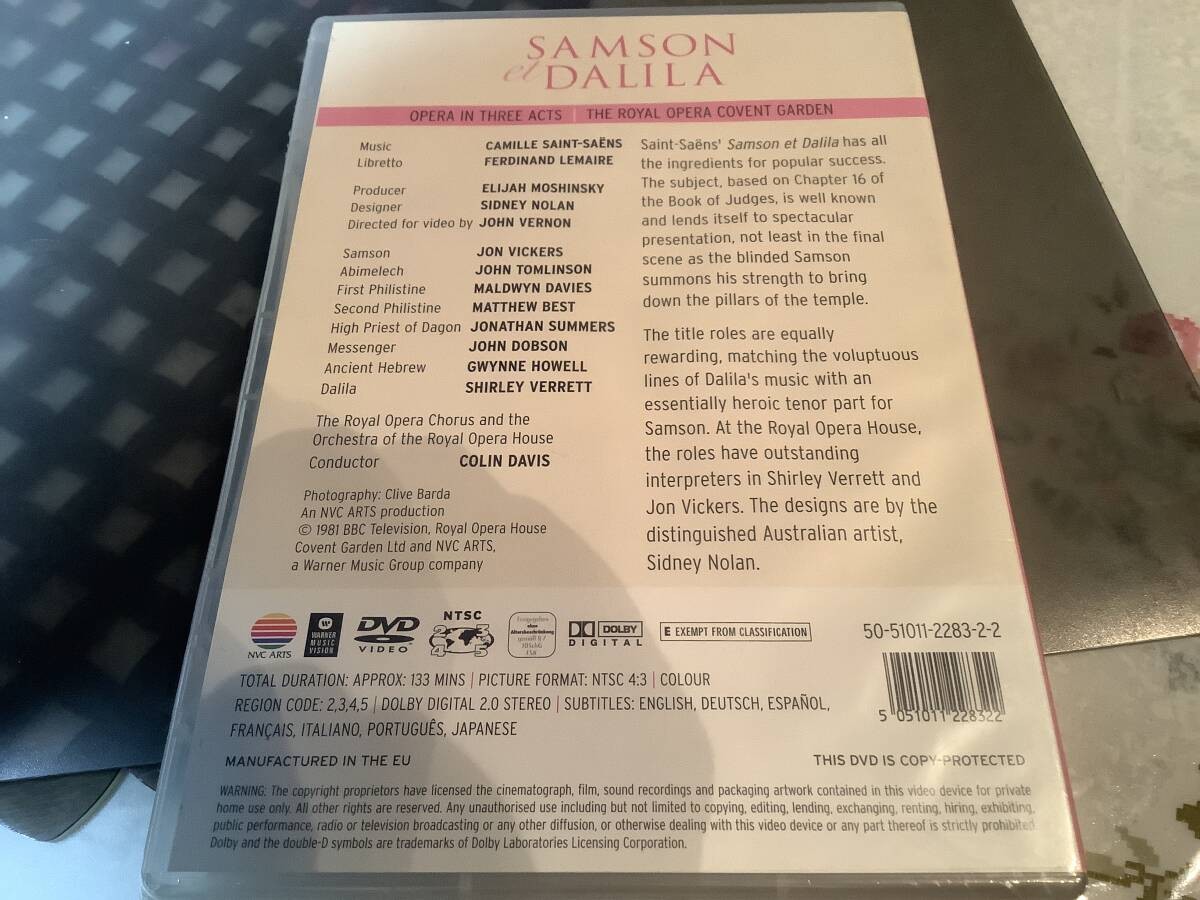 SAMSON
et DALILA
OPERA IN THREE ACTS | THE ROYAL OPERA COVENT GARDEN
Music CAMILLE SAINT-SAËNS
Libretto FERDINAND LEMAIRE
Producer ELIJAH MOSHINSKY
Designer SIDNEY NOLAN
Directed for video by JOHN VERNON
Samson JON VICKERS
Abimelech JOHN TOMLINSON
First Philistine MALDWYN DAVIES
Second Philistine MATTHEW BEST
High Priest of Dagon JONATHAN SUMMERS
Messenger JOHN DOBSON
Ancient Hebrew GWYNNE HOWELL
Dalila SHIRLEY VERRETT
The Royal Opera Chorus and the
Orchestra of the Royal Opera House
Conductor COLIN DAVIS
Photography: Clive Barda
An NVC ARTS production
© 1981 BBC Television, Royal Opera House
Covent Garden Ltd and NVC ARTS,
a Warner Music Group company
Saint-Saëns' Samson et Dalila has all
the ingredients for popular success.
The subject, based on Chapter 16 of
the Book of Judges, is well known
and lends itself to spectacular
presentation, not least in the final
scene as the blinded Samson
summons his strength to bring
down the pillars of the temple.
The title roles are equally
rewarding, matching the voluptuous
lines of Dalila's music with an
essentially heroic tenor part for
Samson. At the Royal Opera House,
the roles have outstanding
interpreters in Shirley Verrett and
Jon Vickers. The designs are by the
distinguished Australian artist,
Sidney Nolan.
NVC ARTS
WARNER
MUSIC
VISION
DVD
VIDEO
NTSC
2 3
4 5
Freigegeben
ohne
Altersbeschränkung
gemäß § 7
JÖSchG
FSK
DOLBY
DIGITAL
E EXEMPT FROM CLASSIFICATION
50-51011-2283-2-2
TOTAL DURATION: APPROX: 133 MINS | PICTURE FORMAT: NTSC 4:3 | COLOUR
REGION CODE: 2,3,4,5 | DOLBY DIGITAL 2.0 STEREO | SUBTITLES: ENGLISH, DEUTSCH, ESPAÑOL,
FRANÇAIS, ITALIANO, PORTUGUÊS, JAPANESE
5 051011 228322
MANUFACTURED IN THE EU
THIS DVD IS COPY-PROTECTED
WARNING: The copyright proprietors have licensed the cinematograph, film, sound recordings and packaging artwork contained in this video device for private
home use only. All other rights are reserved. Any unauthorised use including but not limited to copying, editing, lending, exchanging, renting, hiring, exhibiting,
public performance, radio or television broadcasting or any other diffusion, or otherwise dealing with this video device or any part thereof is strictly prohibited.
Dolby and the double-D symbols are trademarks of Dolby Laboratories Licensing Corporation.